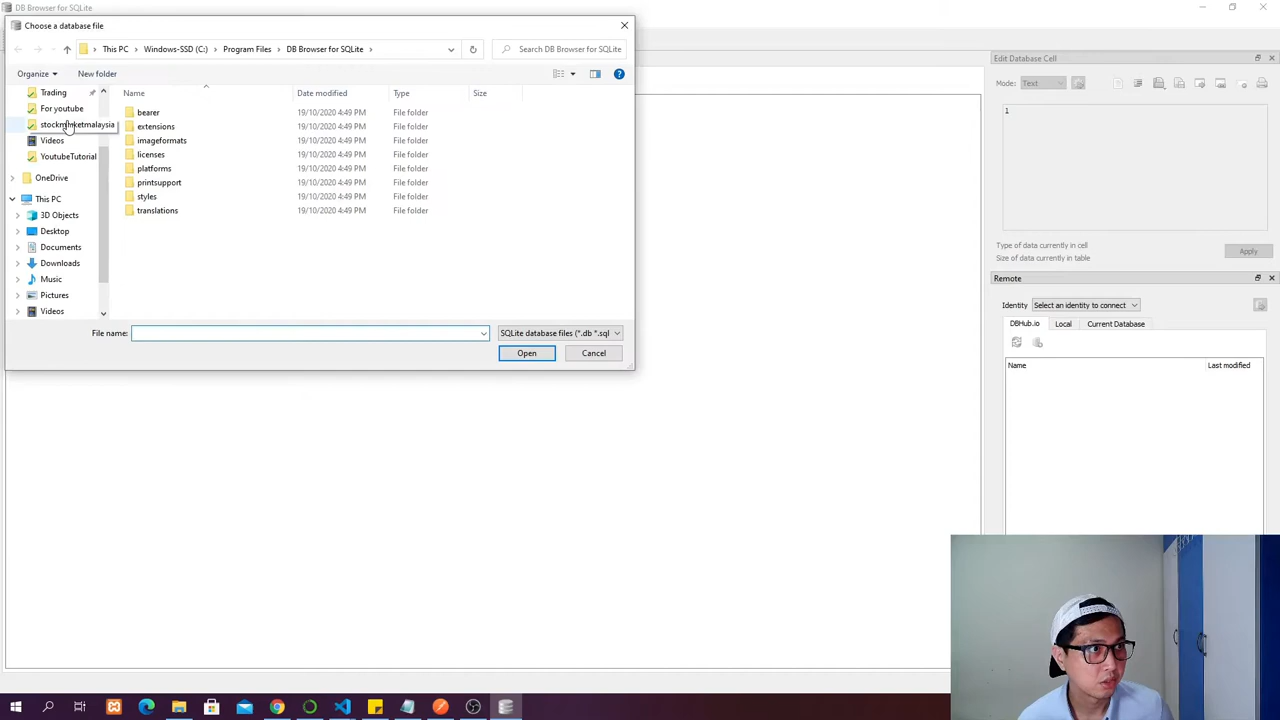 DB Browser for SQLite
Choose a database file
This PC > Windows-SSD (C:) > Program Files > DB Browser for SQLite >
Search DB Browser for SQLite
Organize
New folder
Trading
For youtube
stockmarketmalaysia
Videos
YoutubeTutorial
OneDrive
This PC
3D Objects
Desktop
Documents
Downloads
Music
Pictures
Videos
Name Date modified Type Size
bearer 19/10/2020 4:49 PM File folder
extensions 19/10/2020 4:49 PM File folder
imageformats 19/10/2020 4:49 PM File folder
licenses 19/10/2020 4:49 PM File folder
platforms 19/10/2020 4:49 PM File folder
printsupport 19/10/2020 4:49 PM File folder
styles 19/10/2020 4:49 PM File folder
translations 19/10/2020 4:49 PM File folder
File name:
SQLite database files (*.db *.sql
Open Cancel
Edit Database Cell
Mode: Text
1
Type of data currently in cell
Size of data currently in table
Apply
Remote
Identity Select an identity to connect
DBHub.io Local Current Database
Name Last modified